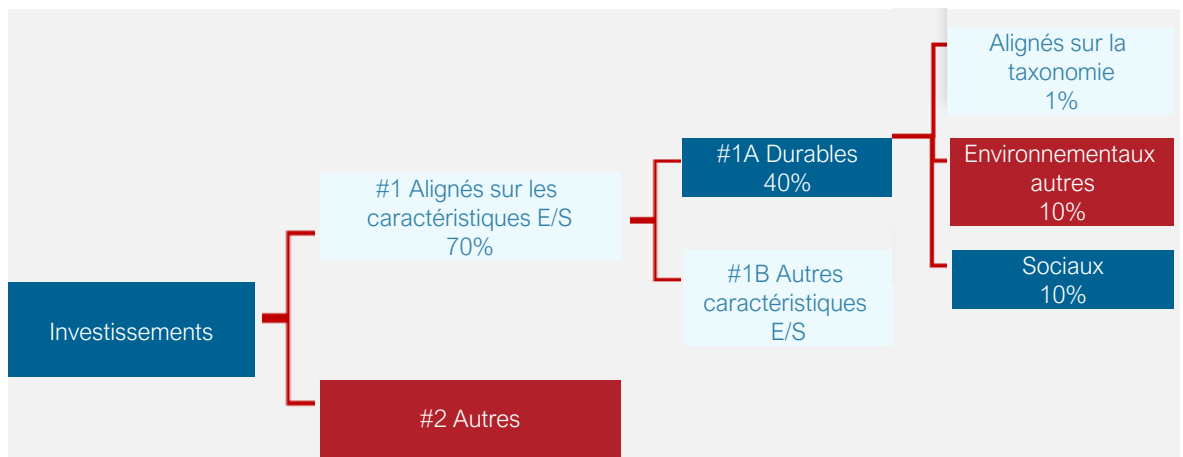 Investissements
#1 Alignés sur les
caractéristiques E/S
70%
#2 Autres
#1A Durables
40%
#1B Autres
caractéristiques
E/S
Alignés sur la
taxonomie
1%
Environnementaux
autres
10%
Sociaux
10%